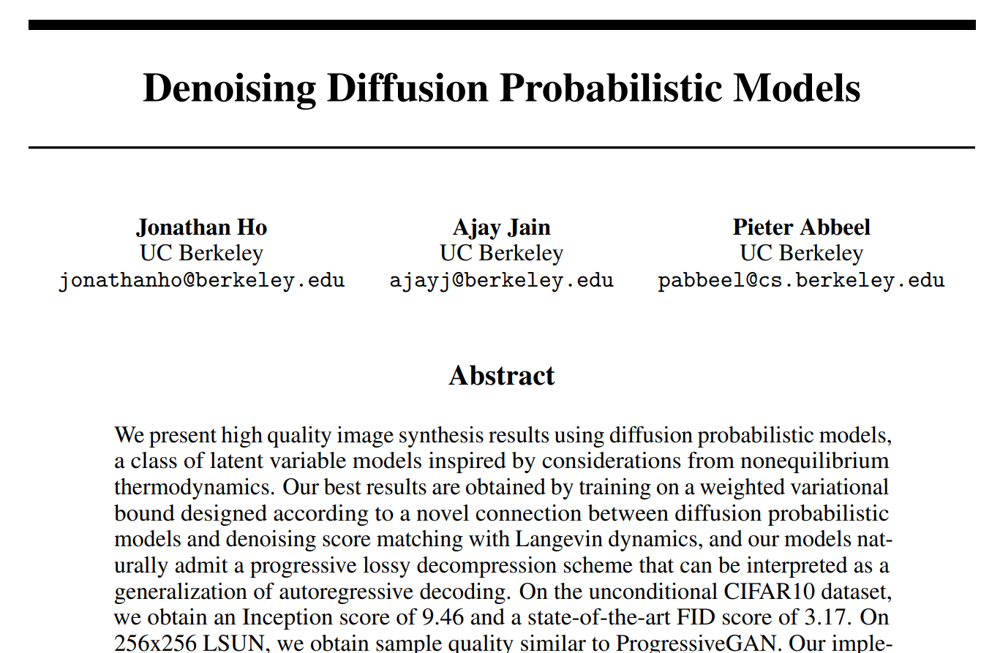 Denoising Diffusion Probabilistic Models
Jonathan Ho
UC Berkeley
jonathanho@berkeley.edu
Ajay Jain
UC Berkeley
ajayj@berkeley.edu
Pieter Abbeel
UC Berkeley
pabbeel@cs.berkeley.edu
Abstract
We present high quality image synthesis results using diffusion probabilistic models,
a class of latent variable models inspired by considerations from nonequilibrium
thermodynamics. Our best results are obtained by training on a weighted variational
bound designed according to a novel connection between diffusion probabilistic
models and denoising score matching with Langevin dynamics, and our models nat-
urally admit a progressive lossy decompression scheme that can be interpreted as a
generalization of autoregressive decoding. On the unconditional CIFAR10 dataset,
we obtain an Inception score of 9.46 and a state-of-the-art FID score of 3.17. On
256x256 LSUN, we obtain sample quality similar to ProgressiveGAN. Our imple-